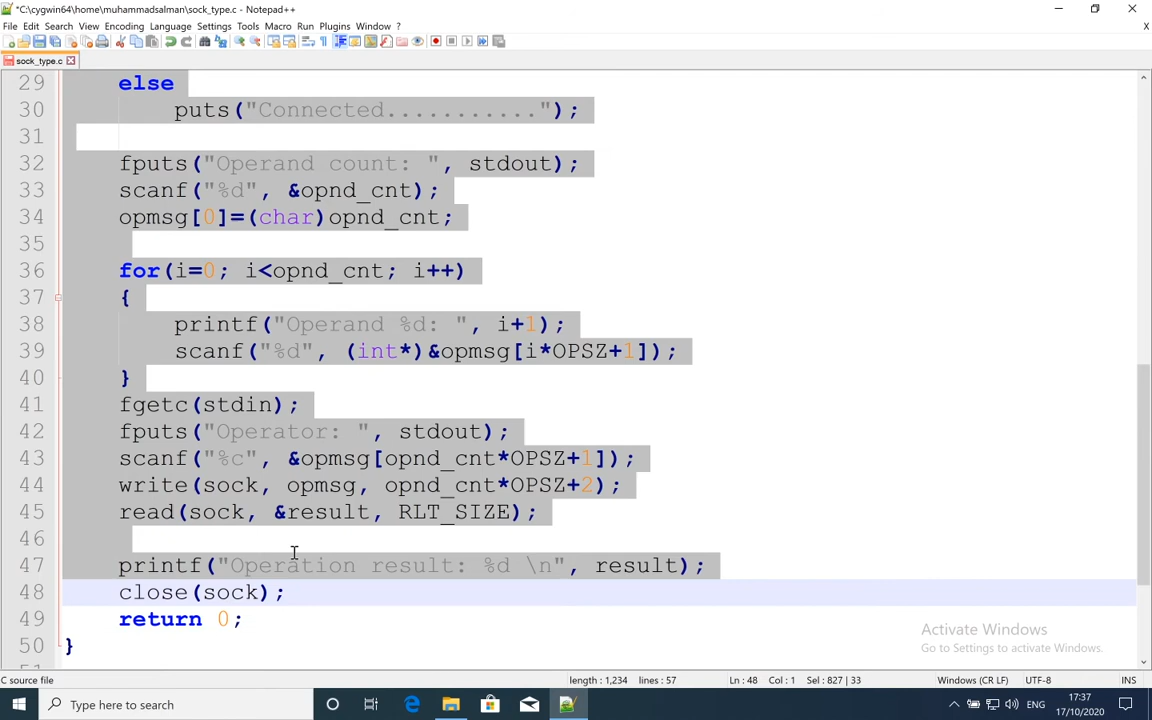 *C:\cygwin64\home\muhammadsalman\sock_type.c - Notepad++
File Edit Search View Encoding Language Settings Tools Macro Run Plugins Window ? X
sock_type.c
29 else
30 puts("Connected...........");
31
32 fputs("Operand count: ", stdout);
33 scanf("%d", &opnd_cnt);
34 opmsg[0]=(char)opnd_cnt;
35
36 for(i=0; i<opnd_cnt; i++)
37 {
38 printf("Operand %d: ", i+1);
39 scanf("%d", (int*)&opmsg[i*OPSZ+1]);
40 }
41 fgetc(stdin);
42 fputs("Operator: ", stdout);
43 scanf("%c", &opmsg[opnd_cnt*OPSZ+1]);
44 write(sock, opmsg, opnd_cnt*OPSZ+2);
45 read(sock, &result, RLT_SIZE);
46
47 printf("Operation result: %d \n", result);
48 close(sock);
49 return 0;
50 }
Activate Windows
Go to Settings to activate Windows.
C source file length : 1,234 lines : 57 Ln : 48 Col : 1 Sel : 827 | 33 Windows (CR LF) UTF-8 INS
Type here to search ENG 17:37
17/10/2020